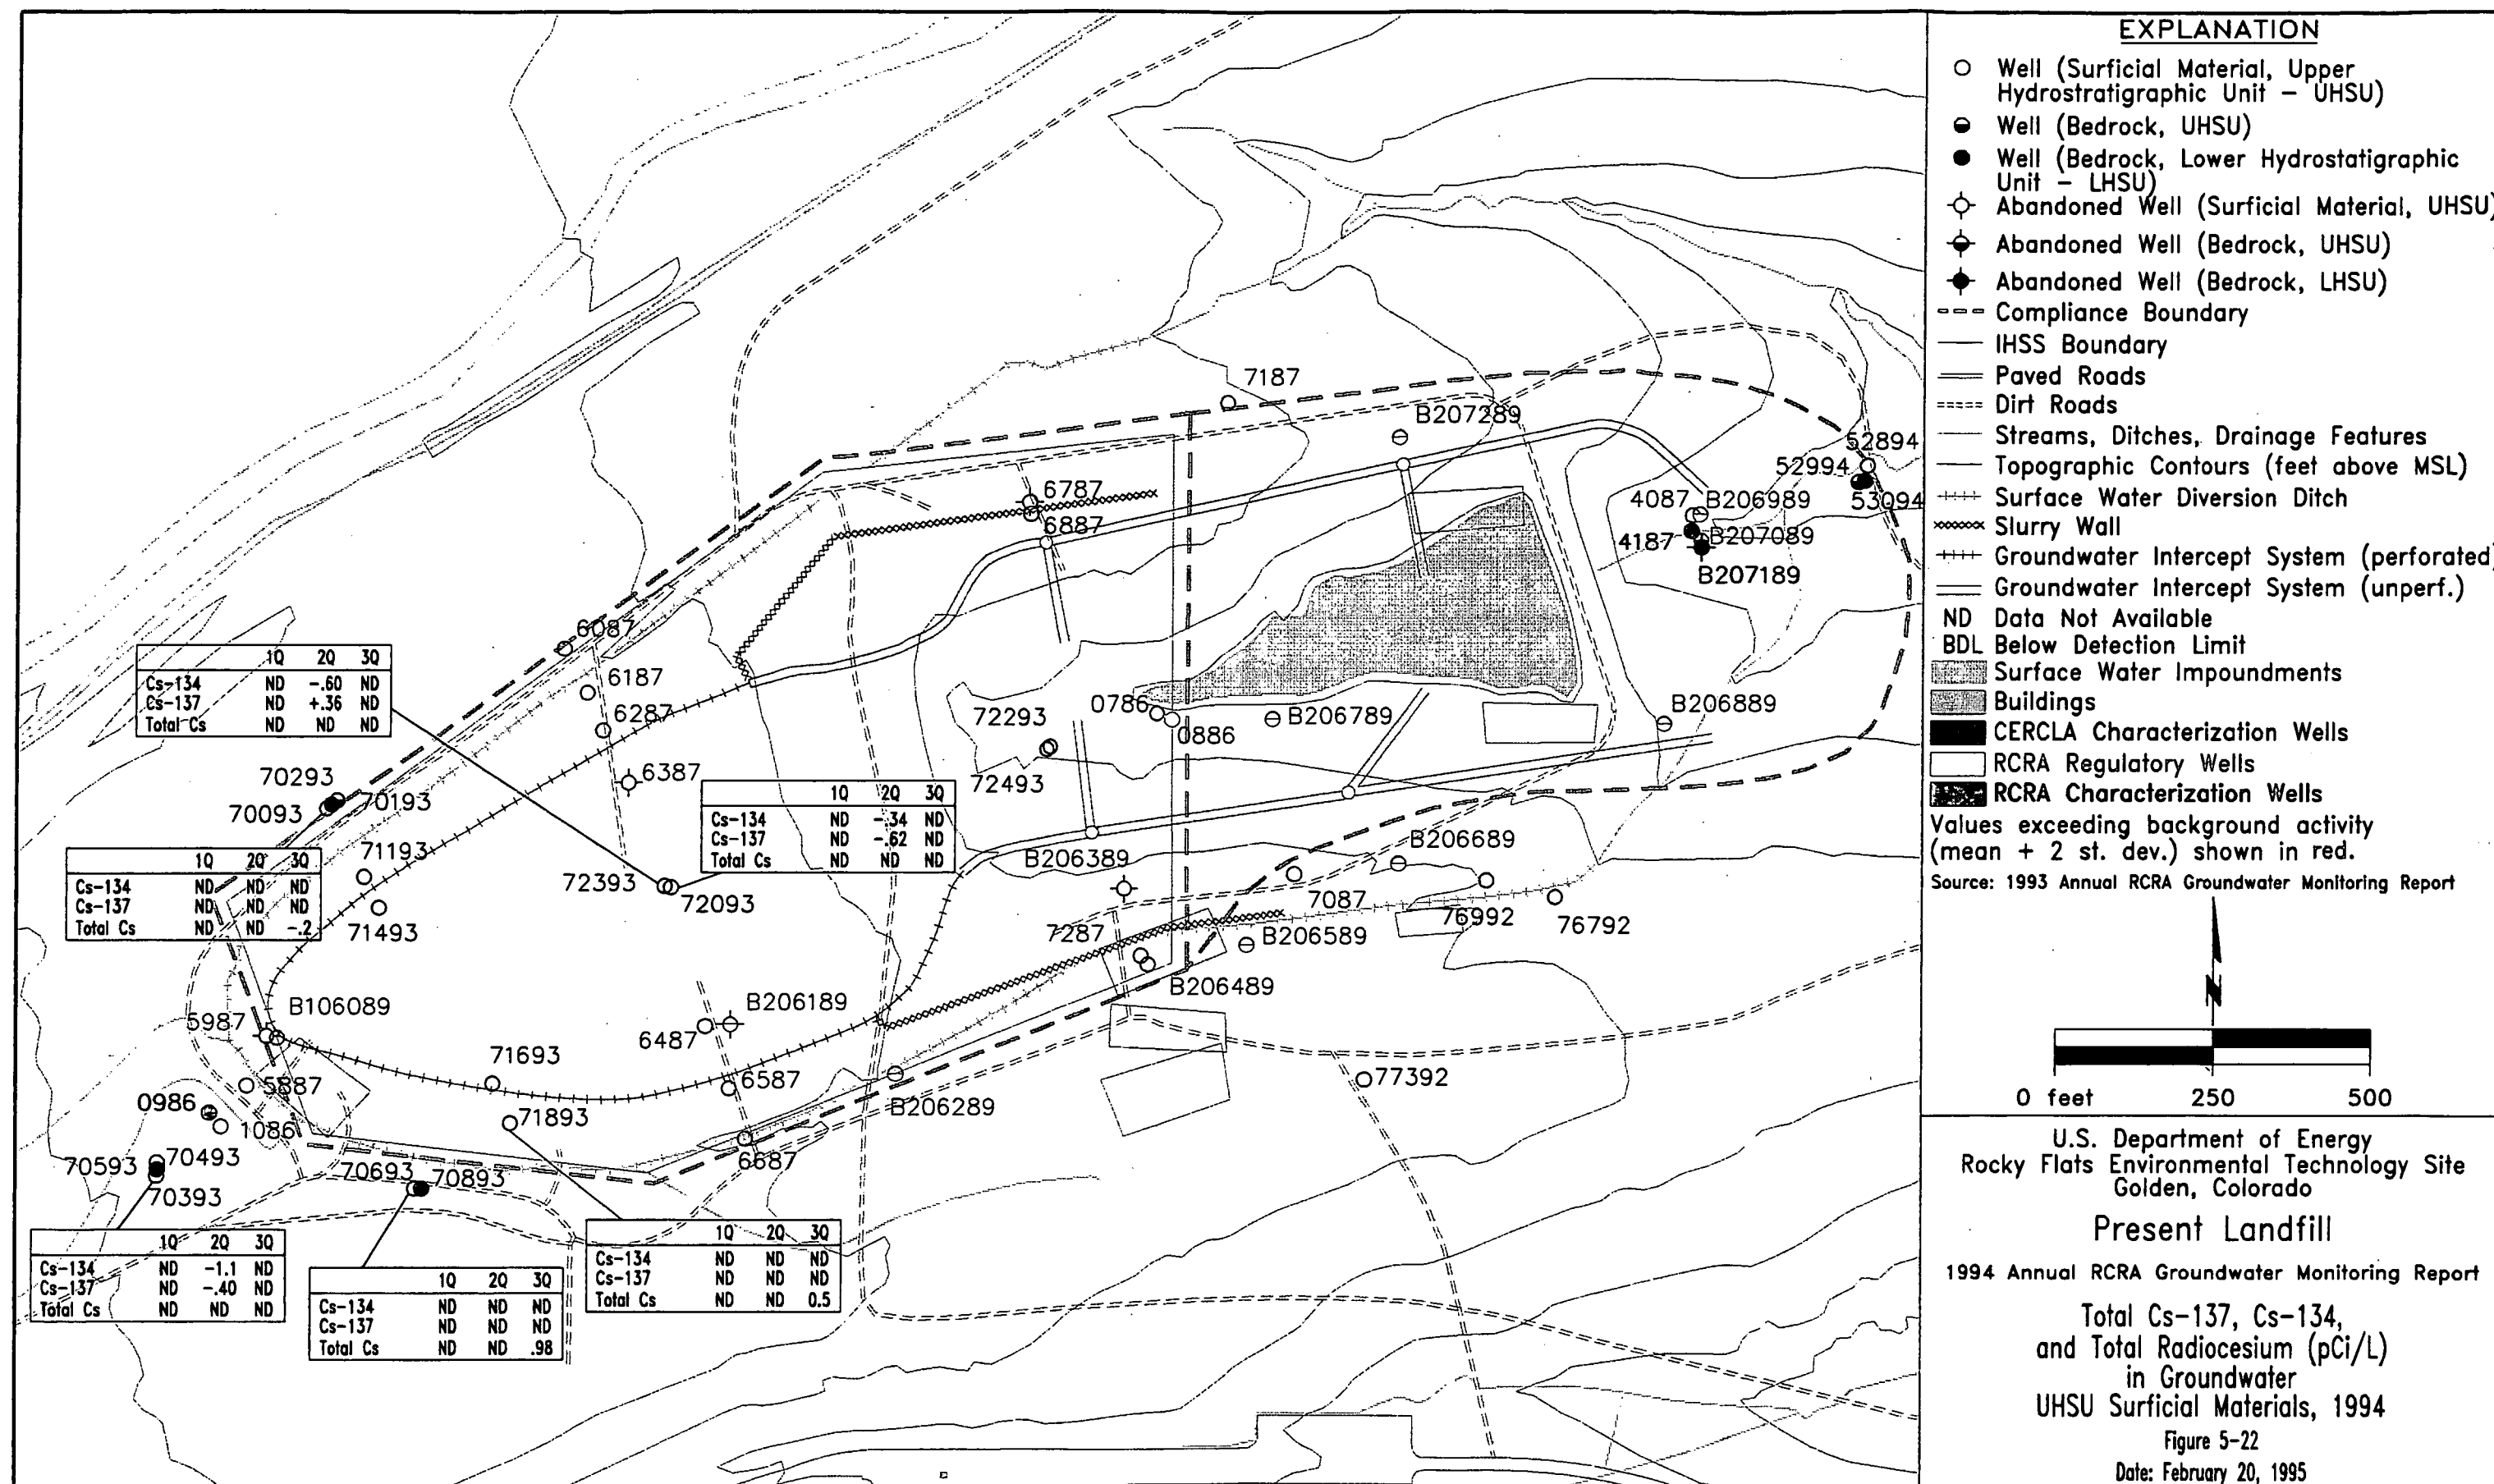 EXPLANATION
Well (Surficial Material, Upper
Hydrostratigraphic Unit - UHSU)
Well (Bedrock, UHSU)
Well (Bedrock, Lower Hydrostatigraphic
Unit - LHSU)
Abandoned Well (Surficial Material, UHSU)
Abandoned Well (Bedrock, UHSU)
Abandoned Well (Bedrock, LHSU)
Compliance Boundary
IHSS Boundary
Paved Roads
Dirt Roads
Streams, Ditches, Drainage Features
Topographic Contours (feet above MSL)
Surface Water Diversion Ditch
Slurry Wall
Groundwater Intercept System (perforated)
Groundwater Intercept System (unperf.)
ND Data Not Available
BDL Below Detection Limit
Surface Water Impoundments
Buildings
CERCLA Characterization Wells
RCRA Regulatory Wells
RCRA Characterization Wells
Values exceeding background activity
(mean + 2 st. dev.) shown in red.
Source: 1993 Annual RCRA Groundwater Monitoring Report
N
0 feet 250 500
U.S. Department of Energy
Rocky Flats Environmental Technology Site
Golden, Colorado
Present Landfill
1994 Annual RCRA Groundwater Monitoring Report
Total Cs-137, Cs-134,
and Total Radiocesium (pCi/L)
in Groundwater
UHSU Surficial Materials, 1994
Figure 5-22
Date: February 20, 1995
7187
B207289
52894
52994
53094
4087
B206989
4187
B207089
B207189
6787
6887
6087
6187
6287
6387
1Q 2Q 3Q
Cs-134 ND -.60 ND
Cs-137 ND +.36 ND
Total Cs ND ND ND
72293
72493
0786
0886
B206789
B206889
70293
70193
70093
71193
71493
1Q 2Q 3Q
Cs-134 ND -.34 ND
Cs-137 ND -.62 ND
Total Cs ND ND ND
72393
72093
1Q 2Q 3Q
Cs-134 ND ND ND
Cs-137 ND ND ND
Total Cs ND ND -.2
B206389
B206689
7087
76992
76792
7287
B206589
B206489
B106089
5987
B206189
6487
71693
6587
5887
0986
1086
71893
B206289
77392
6687
70593
70493
70393
70693
70893
1Q 2Q 3Q
Cs-134 ND -1.1 ND
Cs-137 ND -.40 ND
Total Cs ND ND ND
1Q 2Q 3Q
Cs-134 ND ND ND
Cs-137 ND ND ND
Total Cs ND ND .98
1Q 2Q 3Q
Cs-134 ND ND ND
Cs-137 ND ND ND
Total Cs ND ND 0.5